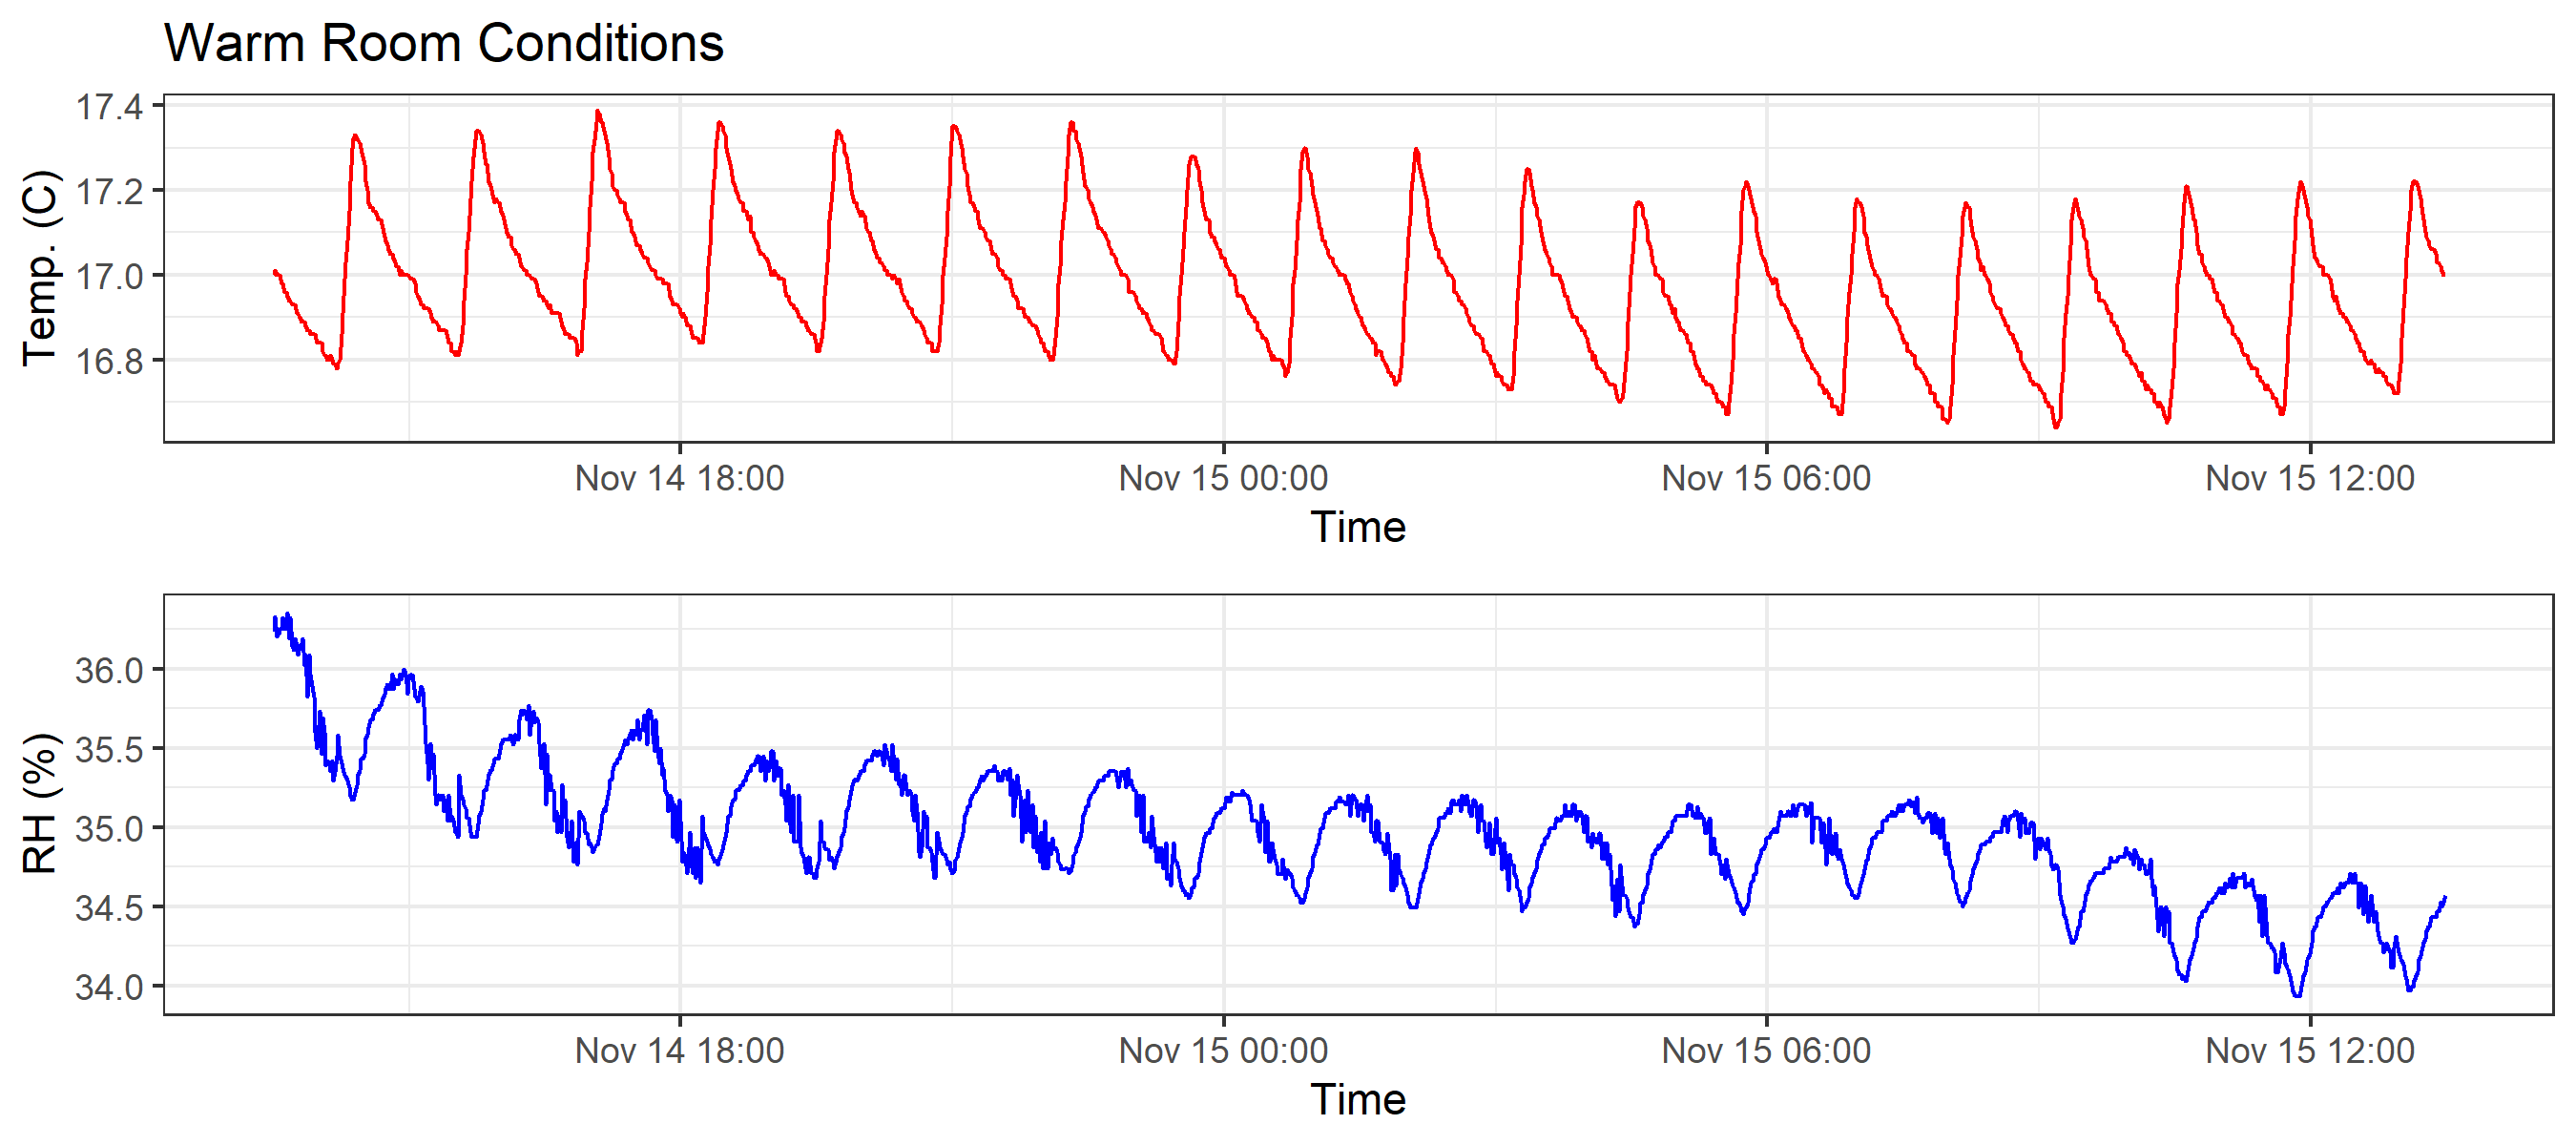 Warm Room Conditions
17.4
17.2
17.0
16.8
Temp. (C)
Nov 14 18:00 Nov 15 00:00 Nov 15 06:00 Nov 15 12:00
Time
36.0
35.5
35.0
34.5
34.0
RH (%)
Nov 14 18:00 Nov 15 00:00 Nov 15 06:00 Nov 15 12:00
Time